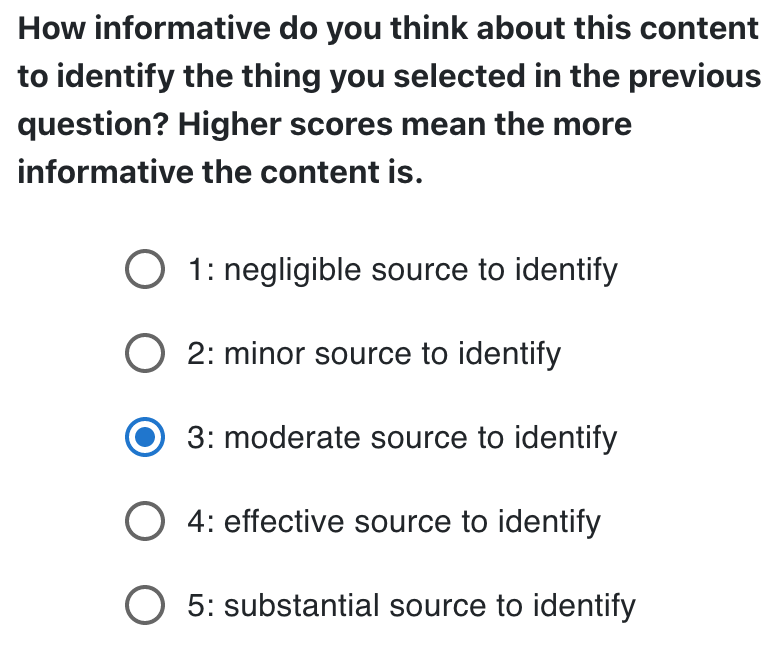 How informative do you think about this content
to identify the thing you selected in the previous
question? Higher scores mean the more
informative the content is.
1: negligible source to identify
2: minor source to identify
3: moderate source to identify
4: effective source to identify
5: substantial source to identify